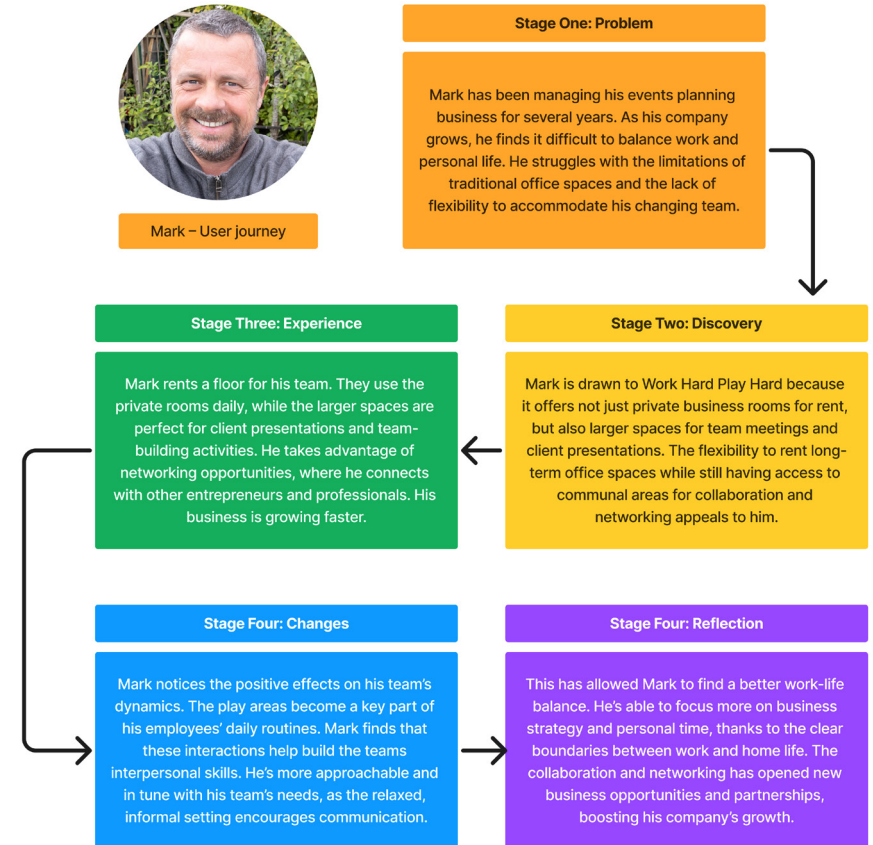 Mark – User journey
Stage One: Problem
Mark has been managing his events planning
business for several years. As his company
grows, he finds it difficult to balance work and
personal life. He struggles with the limitations of
traditional office spaces and the lack of
flexibility to accommodate his changing team.
Stage Two: Discovery
Mark is drawn to Work Hard Play Hard because
it offers not just private business rooms for rent,
but also larger spaces for team meetings and
client presentations. The flexibility to rent long-
term office spaces while still having access to
communal areas for collaboration and
networking appeals to him.
Stage Three: Experience
Mark rents a floor for his team. They use the
private rooms daily, while the larger spaces are
perfect for client presentations and team-
building activities. He takes advantage of
networking opportunities, where he connects
with other entrepreneurs and professionals. His
business is growing faster.
Stage Four: Changes
Mark notices the positive effects on his team’s
dynamics. The play areas become a key part of
his employees’ daily routines. Mark finds that
these interactions help build the teams
interpersonal skills. He’s more approachable and
in tune with his team’s needs, as the relaxed,
informal setting encourages communication.
Stage Four: Reflection
This has allowed Mark to find a better work-life
balance. He’s able to focus more on business
strategy and personal time, thanks to the clear
boundaries between work and home life. The
collaboration and networking has opened new
business opportunities and partnerships,
boosting his company’s growth.